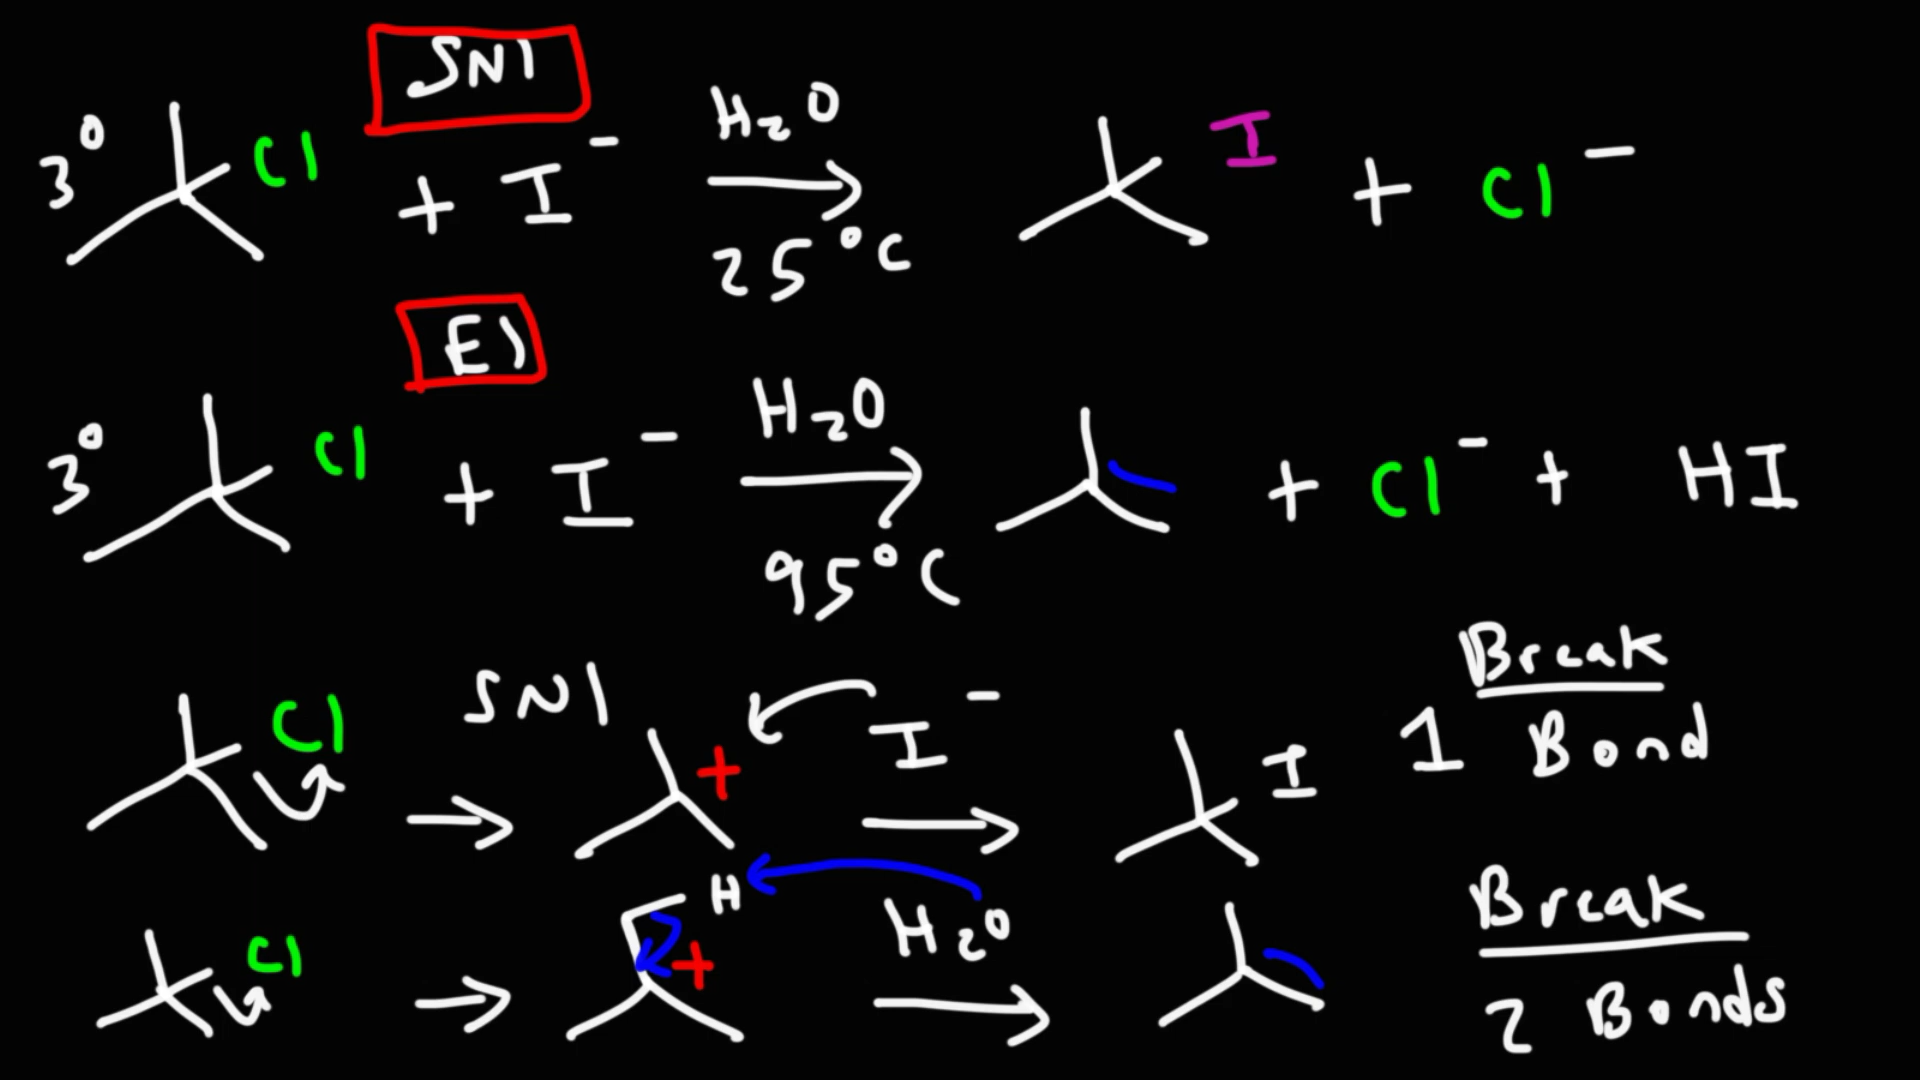 SN1
3° Cl + I⁻ H₂O 25°C I + Cl⁻
E1
3° Cl + I⁻ H₂O 95°C + Cl⁻ + HI
Cl SN1 + I⁻ I
Break
1 Bond
Cl H + H₂O
Break
2 Bonds